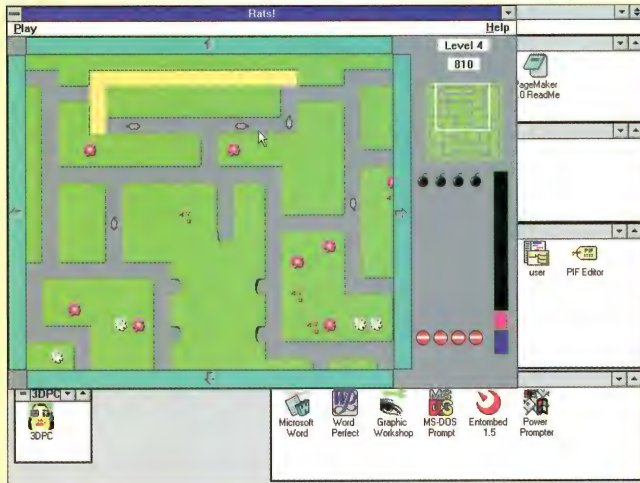 Rats!
Play Help
Level 4
810
PageMaker
.0 ReadMe
user
PIF Editor
3DPC
3DPC
Microsoft
Word
Word
Perfect
Graphic
Workshop
MS-DOS
Prompt
Entombed
1.5
Power
Prompter